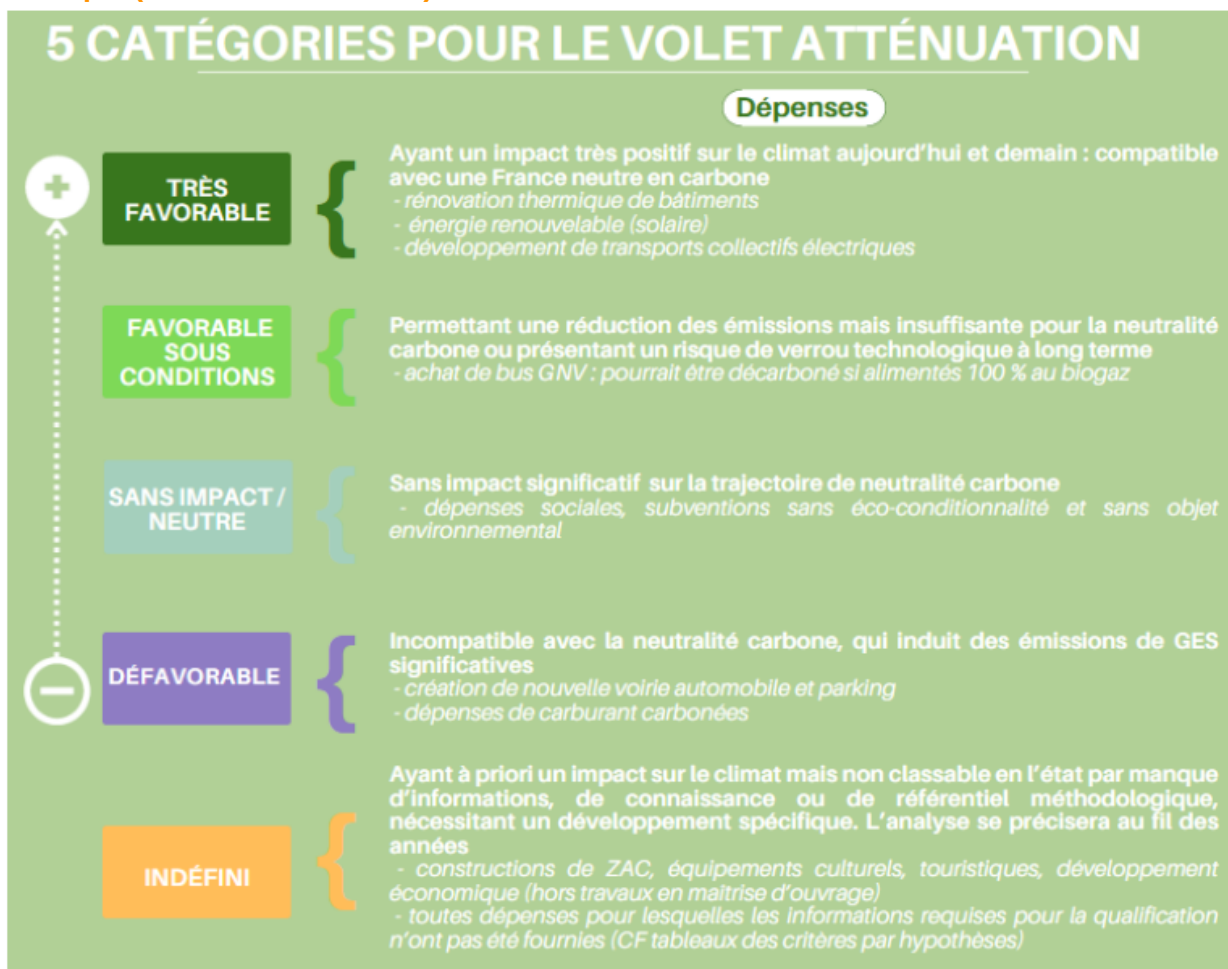 5 CATÉGORIES POUR LE VOLET ATTÉNUATION
Dépenses
TRÈS
FAVORABLE
Ayant un impact très positif sur le climat aujourd’hui et demain : compatible
avec une France neutre en carbone
- rénovation thermique de bâtiments
- énergie renouvelable (solaire)
- développement de transports collectifs électriques
FAVORABLE
SOUS
CONDITIONS
Permettant une réduction des émissions mais insuffisante pour la neutralité
carbone ou présentant un risque de verrou technologique à long terme
- achat de bus GNV : pourrait être décarboné si alimentés 100 % au biogaz
SANS IMPACT /
NEUTRE
Sans impact significatif sur la trajectoire de neutralité carbone
- dépenses sociales, subventions sans éco-conditionnalité et sans objet
environnemental
DÉFAVORABLE
Incompatible avec la neutralité carbone, qui induit des émissions de GES
significatives
- création de nouvelle voirie automobile et parking
- dépenses de carburant carbonées
INDÉFINI
Ayant à priori un impact sur le climat mais non classable en l’état par manque
d’informations, de connaissance ou de référentiel méthodologique,
nécessitant un développement spécifique. L’analyse se précisera au fil des
années
- constructions de ZAC, équipements culturels, touristiques, développement
économique (hors travaux en maîtrise d’ouvrage)
- toutes dépenses pour lesquelles les informations requises pour la qualification
n’ont pas été fournies (CF tableaux des critères par hypothèses)